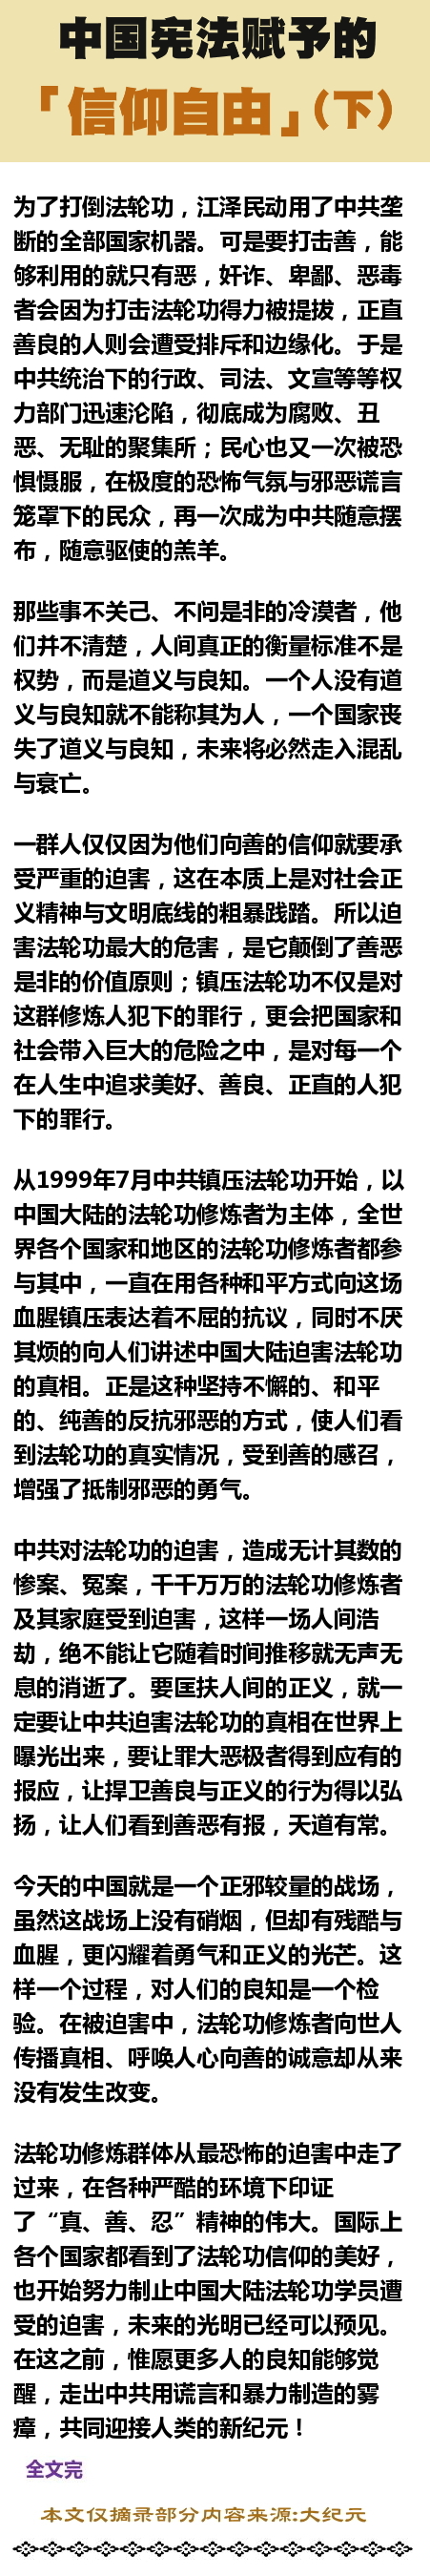 中国宪法赋予的
「信仰自由」（下）
为了打倒法轮功，江泽民动用了中共垄
断的全部国家机器。可是要打击善，能
够利用的就只有恶，奸诈、卑鄙、恶毒
者会因为打击法轮功得力被提拔，正直
善良的人则会遭受排斥和边缘化。于是
中共统治下的行政、司法、文宣等等权
力部门迅速沦陷，彻底成为腐败、丑
恶、无耻的聚集所；民心也又一次被恐
惧慑服，在极度的恐怖气氛与邪恶谎言
笼罩下的民众，再一次成为中共随意摆
布，随意驱使的羔羊。
那些事不关己、不问是非的冷漠者，他
们并不清楚，人间真正的衡量标准不是
权势，而是道义与良知。一个人没有道
义与良知就不能称其为人，一个国家丧
失了道义与良知，未来将必然走入混乱
与衰亡。
一群人仅仅因为他们向善的信仰就要承
受严重的迫害，这在本质上是对社会正
义精神与文明底线的粗暴践踏。所以迫
害法轮功最大的危害，是它颠倒了善恶
是非的价值原则；镇压法轮功不仅是对
这群修炼人犯下的罪行，更会把国家和
社会带入巨大的危险之中，是对每一个
在人生中追求美好、善良、正直的人犯
下的罪行。
从1999年7月中共镇压法轮功开始，以
中国大陆的法轮功修炼者为主体，全世
界各个国家和地区的法轮功修炼者都参
与其中，一直在用各种和平方式向这场
血腥镇压表达着不屈的抗议，同时不厌
其烦的向人们讲述中国大陆迫害法轮功
的真相。正是这种坚持不懈的、和平
的、纯善的反抗邪恶的方式，使人们看
到法轮功的真实情况，受到善的感召，
增强了抵制邪恶的勇气。
中共对法轮功的迫害，造成无计其数的
惨案、冤案，千千万万的法轮功修炼者
及其家庭受到迫害，这样一场人间浩
劫，绝不能让它随着时间推移就无声无
息的消逝了。要匡扶人间的正义，就一
定要让中共迫害法轮功的真相在世界上
曝光出来，要让罪大恶极者得到应有的
报应，让捍卫善良与正义的行为得以弘
扬，让人们看到善恶有报，天道有常。
今天的中国就是一个正邪较量的战场，
虽然这战场上没有硝烟，但却有残酷与
血腥，更闪耀着勇气和正义的光芒。这
样一个过程，对人们的良知是一个检
验。在被迫害中，法轮功修炼者向世人
传播真相、呼唤人心向善的诚意却从来
没有发生改变。
法轮功修炼群体从最恐怖的迫害中走了
过来，在各种严酷的环境下印证
了“真、善、忍”精神的伟大。国际上
各个国家都看到了法轮功信仰的美好，
也开始努力制止中国大陆法轮功学员遭
受的迫害，未来的光明已经可以预见。
在这之前，惟愿更多人的良知能够觉
醒，走出中共用谎言和暴力制造的雾
瘴，共同迎接人类的新纪元！
全文完
本文仅摘录部分内容来源:大纪元